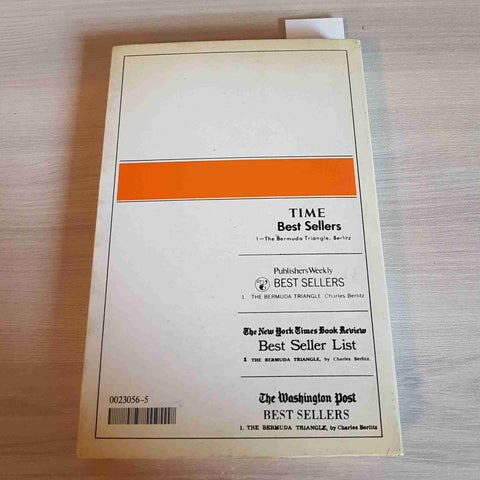 TIME
Best Sellers
1—The Bermuda Triangle, Berlitz
Publishers Weekly
BEST SELLERS
1. THE BERMUDA TRIANGLE. Charles Berlitz
The New York Times Book Review
Best Seller List
1 THE BERMUDA TRIANGLE, by Charles Berlitz.
The Washington Post
BEST SELLERS
1. THE BERMUDA TRIANGLE, by Charles Berlitz
0023056-5